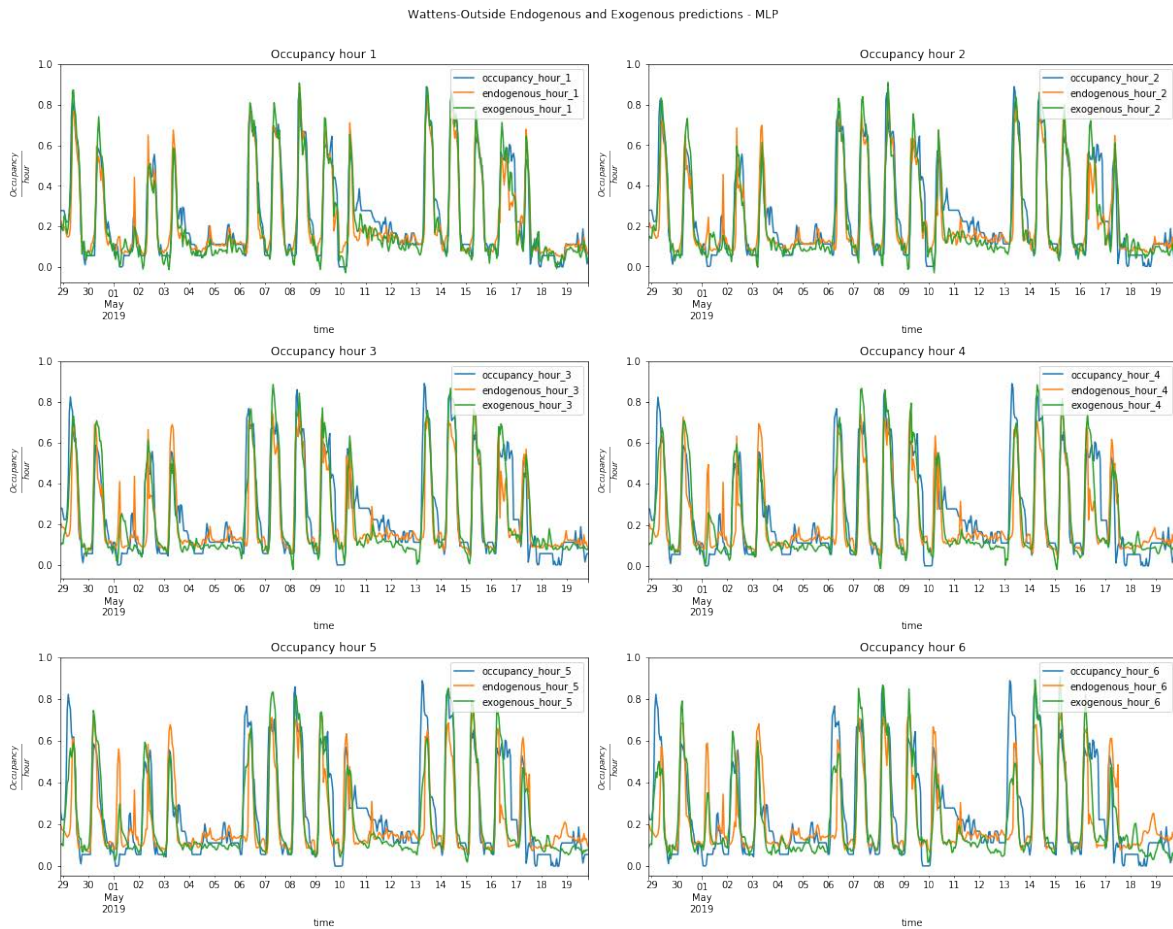 Wattens-Outside Endogenous and Exogenous predictions - MLP
Occupancy hour 1
1.0
0.8
0.6
0.4
0.2
0.0
Occupancy
hour
occupancy_hour_1
endogenous_hour_1
exogenous_hour_1
29 30 01 02 03 04 05 06 07 08 09 10 11 12 13 14 15 16 17 18 19
May
2019
time
Occupancy hour 2
1.0
0.8
0.6
0.4
0.2
0.0
Occupancy
hour
occupancy_hour_2
endogenous_hour_2
exogenous_hour_2
29 30 01 02 03 04 05 06 07 08 09 10 11 12 13 14 15 16 17 18 19
May
2019
time
Occupancy hour 3
1.0
0.8
0.6
0.4
0.2
0.0
Occupancy
hour
occupancy_hour_3
endogenous_hour_3
exogenous_hour_3
29 30 01 02 03 04 05 06 07 08 09 10 11 12 13 14 15 16 17 18 19
May
2019
time
Occupancy hour 4
1.0
0.8
0.6
0.4
0.2
0.0
Occupancy
hour
occupancy_hour_4
endogenous_hour_4
exogenous_hour_4
29 30 01 02 03 04 05 06 07 08 09 10 11 12 13 14 15 16 17 18 19
May
2019
time
Occupancy hour 5
1.0
0.8
0.6
0.4
0.2
0.0
Occupancy
hour
occupancy_hour_5
endogenous_hour_5
exogenous_hour_5
29 30 01 02 03 04 05 06 07 08 09 10 11 12 13 14 15 16 17 18 19
May
2019
time
Occupancy hour 6
1.0
0.8
0.6
0.4
0.2
0.0
Occupancy
hour
occupancy_hour_6
endogenous_hour_6
exogenous_hour_6
29 30 01 02 03 04 05 06 07 08 09 10 11 12 13 14 15 16 17 18 19
May
2019
time